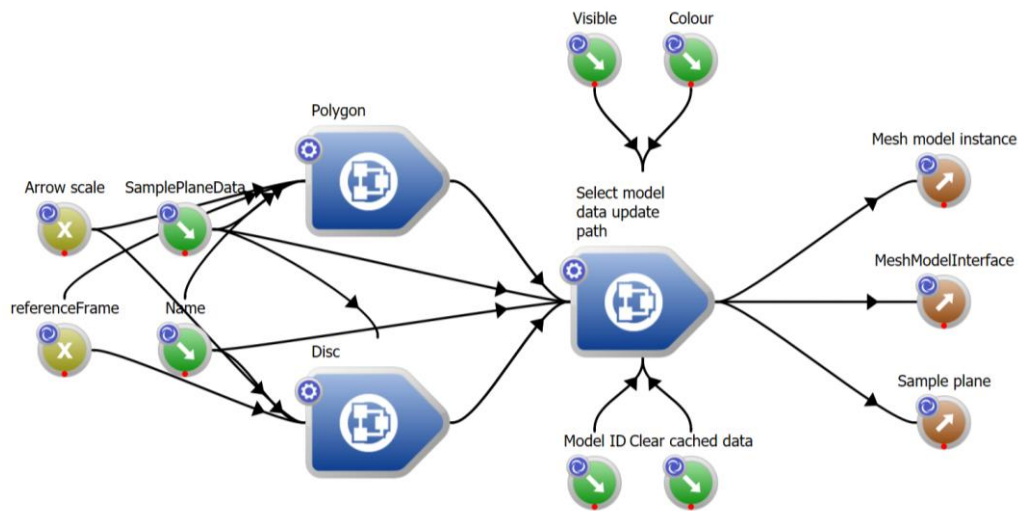 Visible
Colour
Polygon
Mesh model instance
Arrow scale
SamplePlaneData
Select model
data update
path
X
MeshModelInterface
referenceFrame
Name
X
Disc
Sample plane
Model ID
Clear cached data